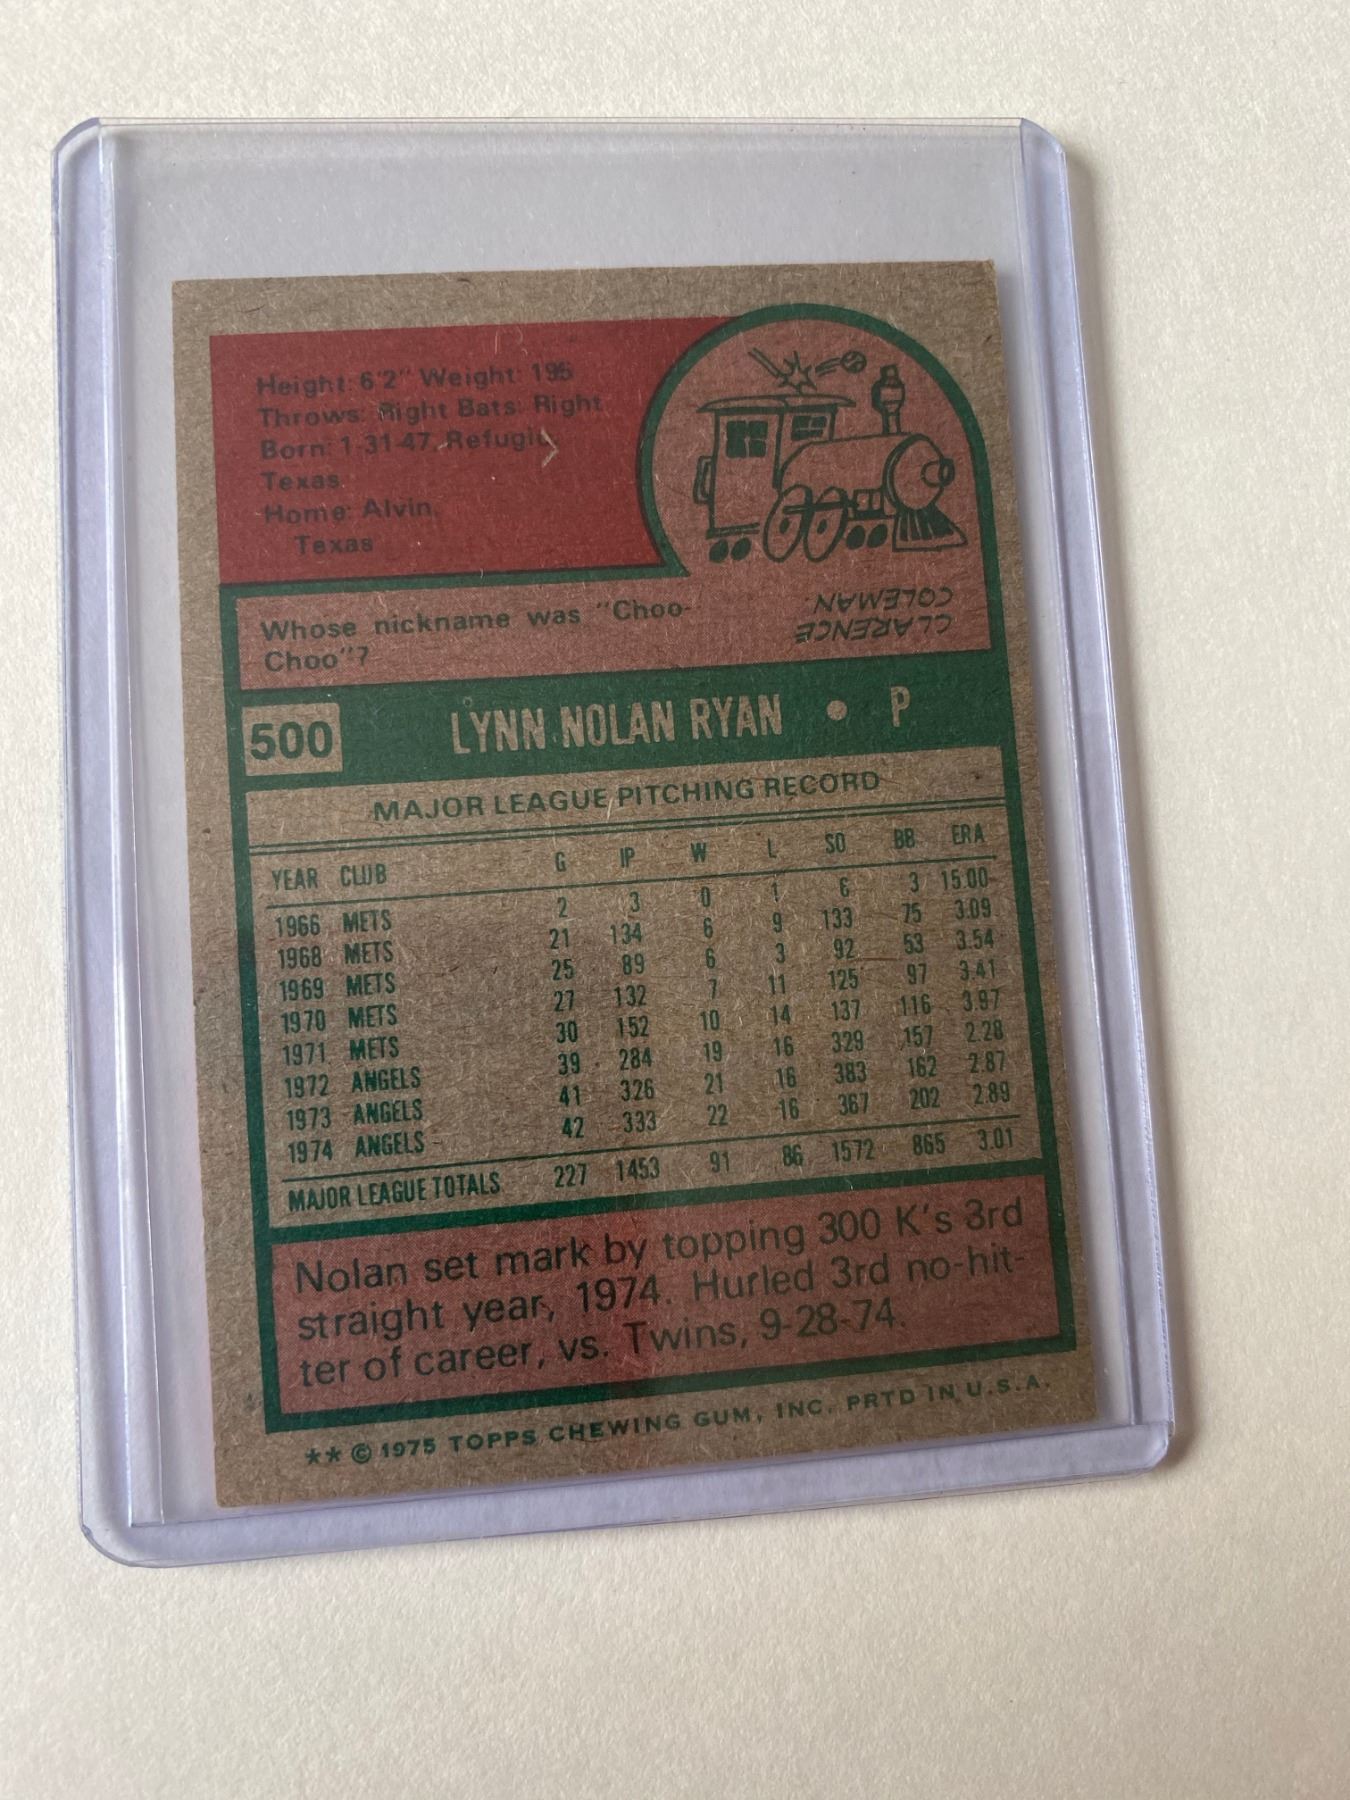 Height: 6'2" Weight: 195
Throws: Right Bats: Right
Born: 1-31-47, Refugio,
Texas
Home: Alvin,
Texas
Whose nickname was "Choo-
Choo"?
CLARENCE
COLEMAN.
500 LYNN NOLAN RYAN • P
MAJOR LEAGUE PITCHING RECORD
YEAR CLUB G IP W L SO BB ERA
1966 METS 2 3 0 1 6 3 15.00
1968 METS 21 134 6 9 133 75 3.09
1969 METS 25 89 6 3 92 53 3.54
1970 METS 27 132 7 11 125 97 3.41
1971 METS 30 152 10 14 137 116 3.97
1972 ANGELS 39 284 19 16 329 157 2.28
1973 ANGELS 41 326 21 16 383 162 2.87
1974 ANGELS 42 333 22 16 367 202 2.89
MAJOR LEAGUE TOTALS 227 1453 91 86 1572 865 3.01
Nolan set mark by topping 300 K's 3rd
straight year, 1974. Hurled 3rd no-hit-
ter of career, vs. Twins, 9-28-74.
** © 1975 TOPPS CHEWING GUM, INC. PRTD IN U.S.A.